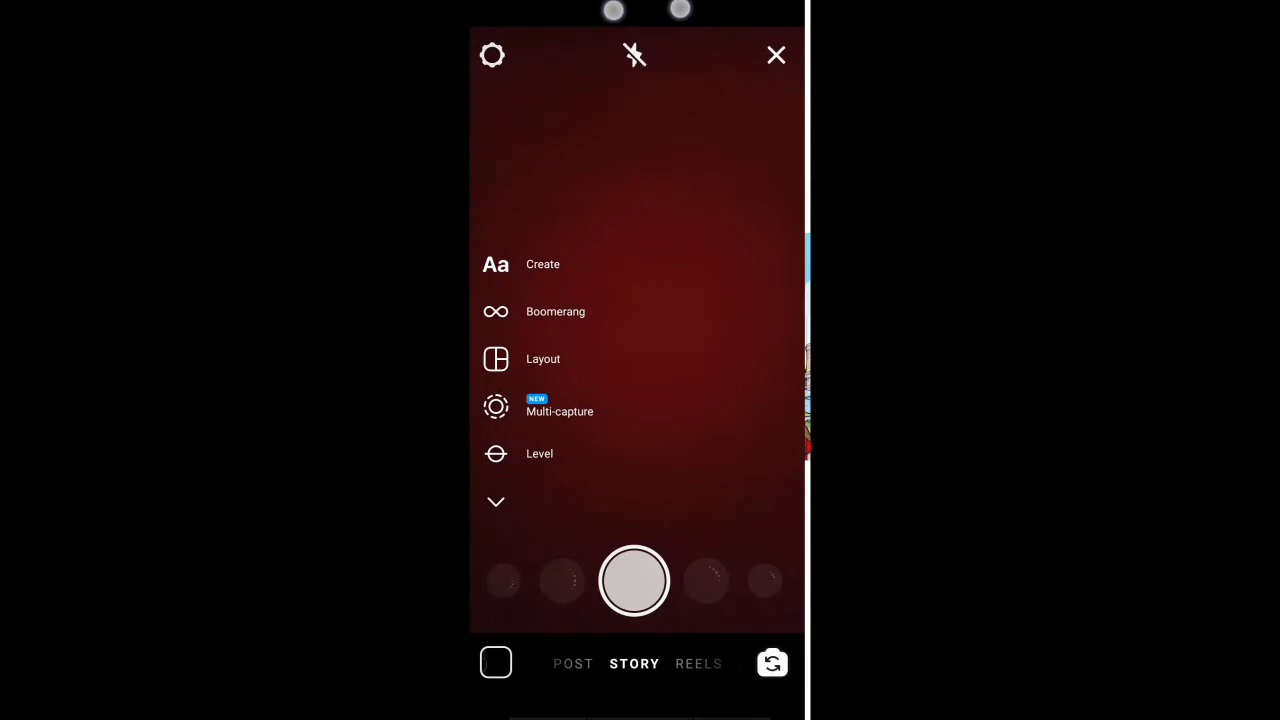 Aa Create
Boomerang
Layout
NEW
Multi-capture
Level
POST STORY REELS